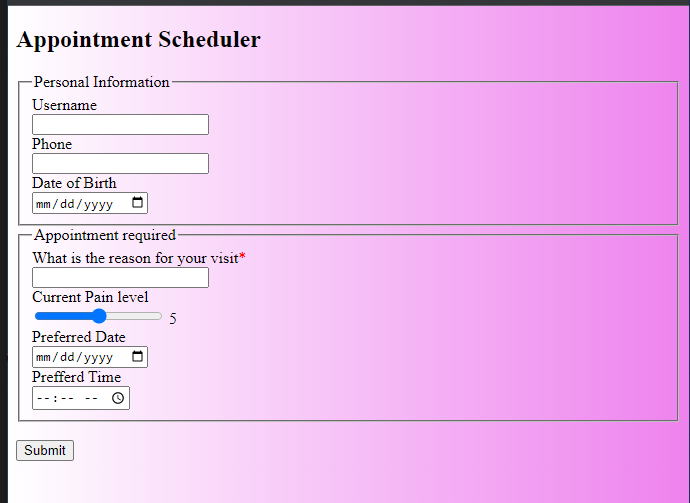 Appointment Scheduler
Personal Information
Username
Phone
Date of Birth
mm/dd/yyyy
Appointment required
What is the reason for your visit*
Current Pain level
5
Preferred Date
mm/dd/yyyy
Prefferd Time
--:-- --
Submit